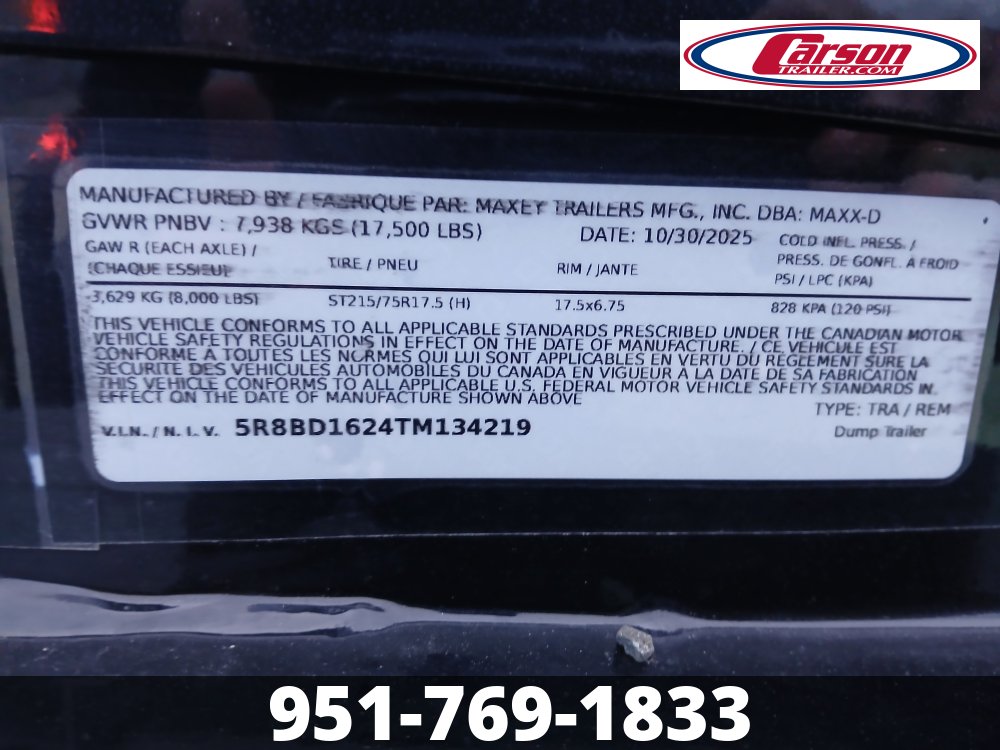 Carson
TRAILER.COM
MANUFACTURED BY / FABRIQUE PAR: MAXEY TRAILERS MFG., INC. DBA: MAXX-D
GVWR PNBV : 7,938 KGS (17,500 LBS)
DATE: 10/30/2025
GAW R (EACH AXLE) /
(CHAQUE ESSIEU)
TIRE / PNEU
RIM / JANTE
COLD INFL. PRESS. /
PRESS. DE GONFL. A FROID
PSI / LPC (KPA)
3,629 KG (8,000 LBS)
ST215/75R17.5 (H)
17.5x6.75
828 KPA (120 PSI)
THIS VEHICLE CONFORMS TO ALL APPLICABLE STANDARDS PRESCRIBED UNDER THE CANADIAN MOTOR
VEHICLE SAFETY REGULATIONS IN EFFECT ON THE DATE OF MANUFACTURE. / CE VEHICULE EST
CONFORME A TOUTES LES NORMES QUI LUI SONT APPLICABLES EN VERTU DU REGLEMENT SURE LA
SECURITE DES VEHICULES AUTOMOBILES DU CANADA EN VIGUEUR A LA DATE DE SA FABRICATION
THIS VEHICLE CONFORMS TO ALL APPLICABLE U.S. FEDERAL MOTOR VEHICLE SAFETY STANDARDS IN
EFFECT ON THE DATE OF MANUFACTURE SHOWN ABOVE
TYPE: TRA / REM
V.I.N. / N. I. V. 5R8BD1624TM134219
Dump Trailer
951-769-1833